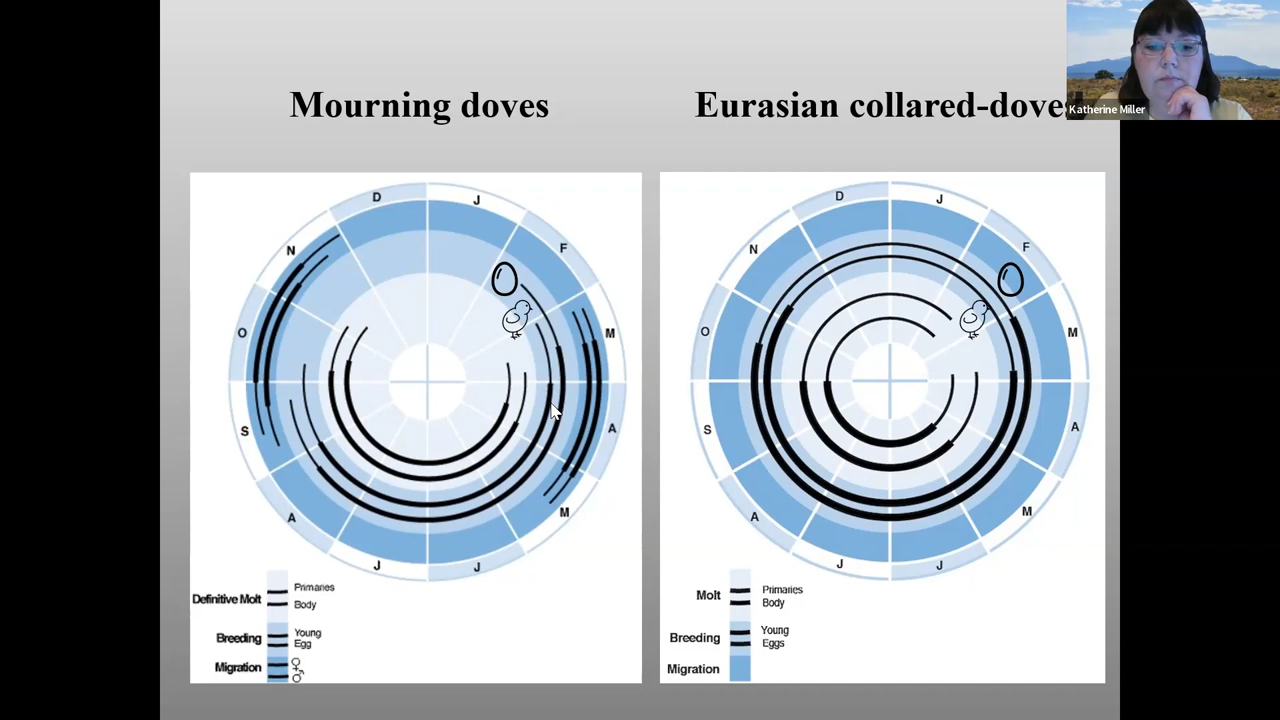 Katherine Miller
Mourning doves
Eurasian collared-doves
D
J
N
F
O
M
S
A
A
M
J
J
Definitive Molt
Primaries
Body
Breeding
Young
Egg
Migration
♀
♂
D
J
N
F
O
M
S
A
A
M
J
J
Molt
Primaries
Body
Breeding
Young
Eggs
Migration